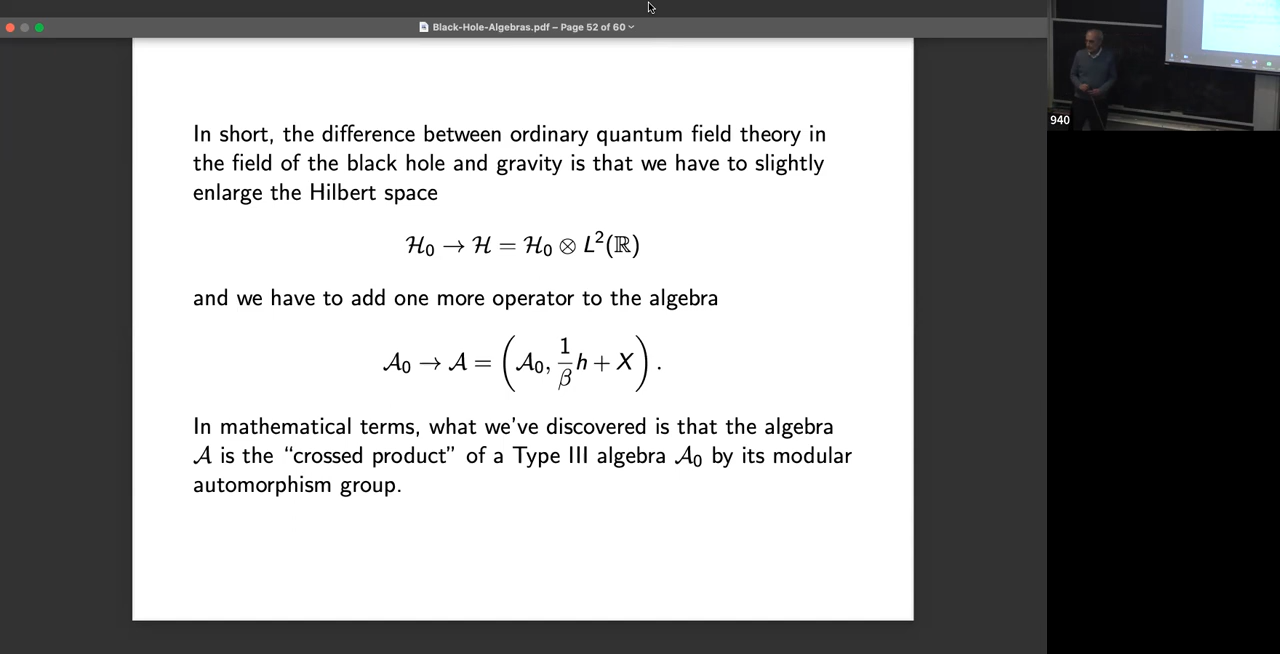 Black-Hole-Algebras.pdf – Page 52 of 60
In short, the difference between ordinary quantum field theory in
the field of the black hole and gravity is that we have to slightly
enlarge the Hilbert space
ℋ₀ → ℋ = ℋ₀ ⊗ L²(ℝ)
and we have to add one more operator to the algebra
𝒜₀ → 𝒜 = (𝒜₀, 1/β h + X).
In mathematical terms, what we've discovered is that the algebra
𝒜 is the “crossed product” of a Type III algebra 𝒜₀ by its modular
automorphism group.
940